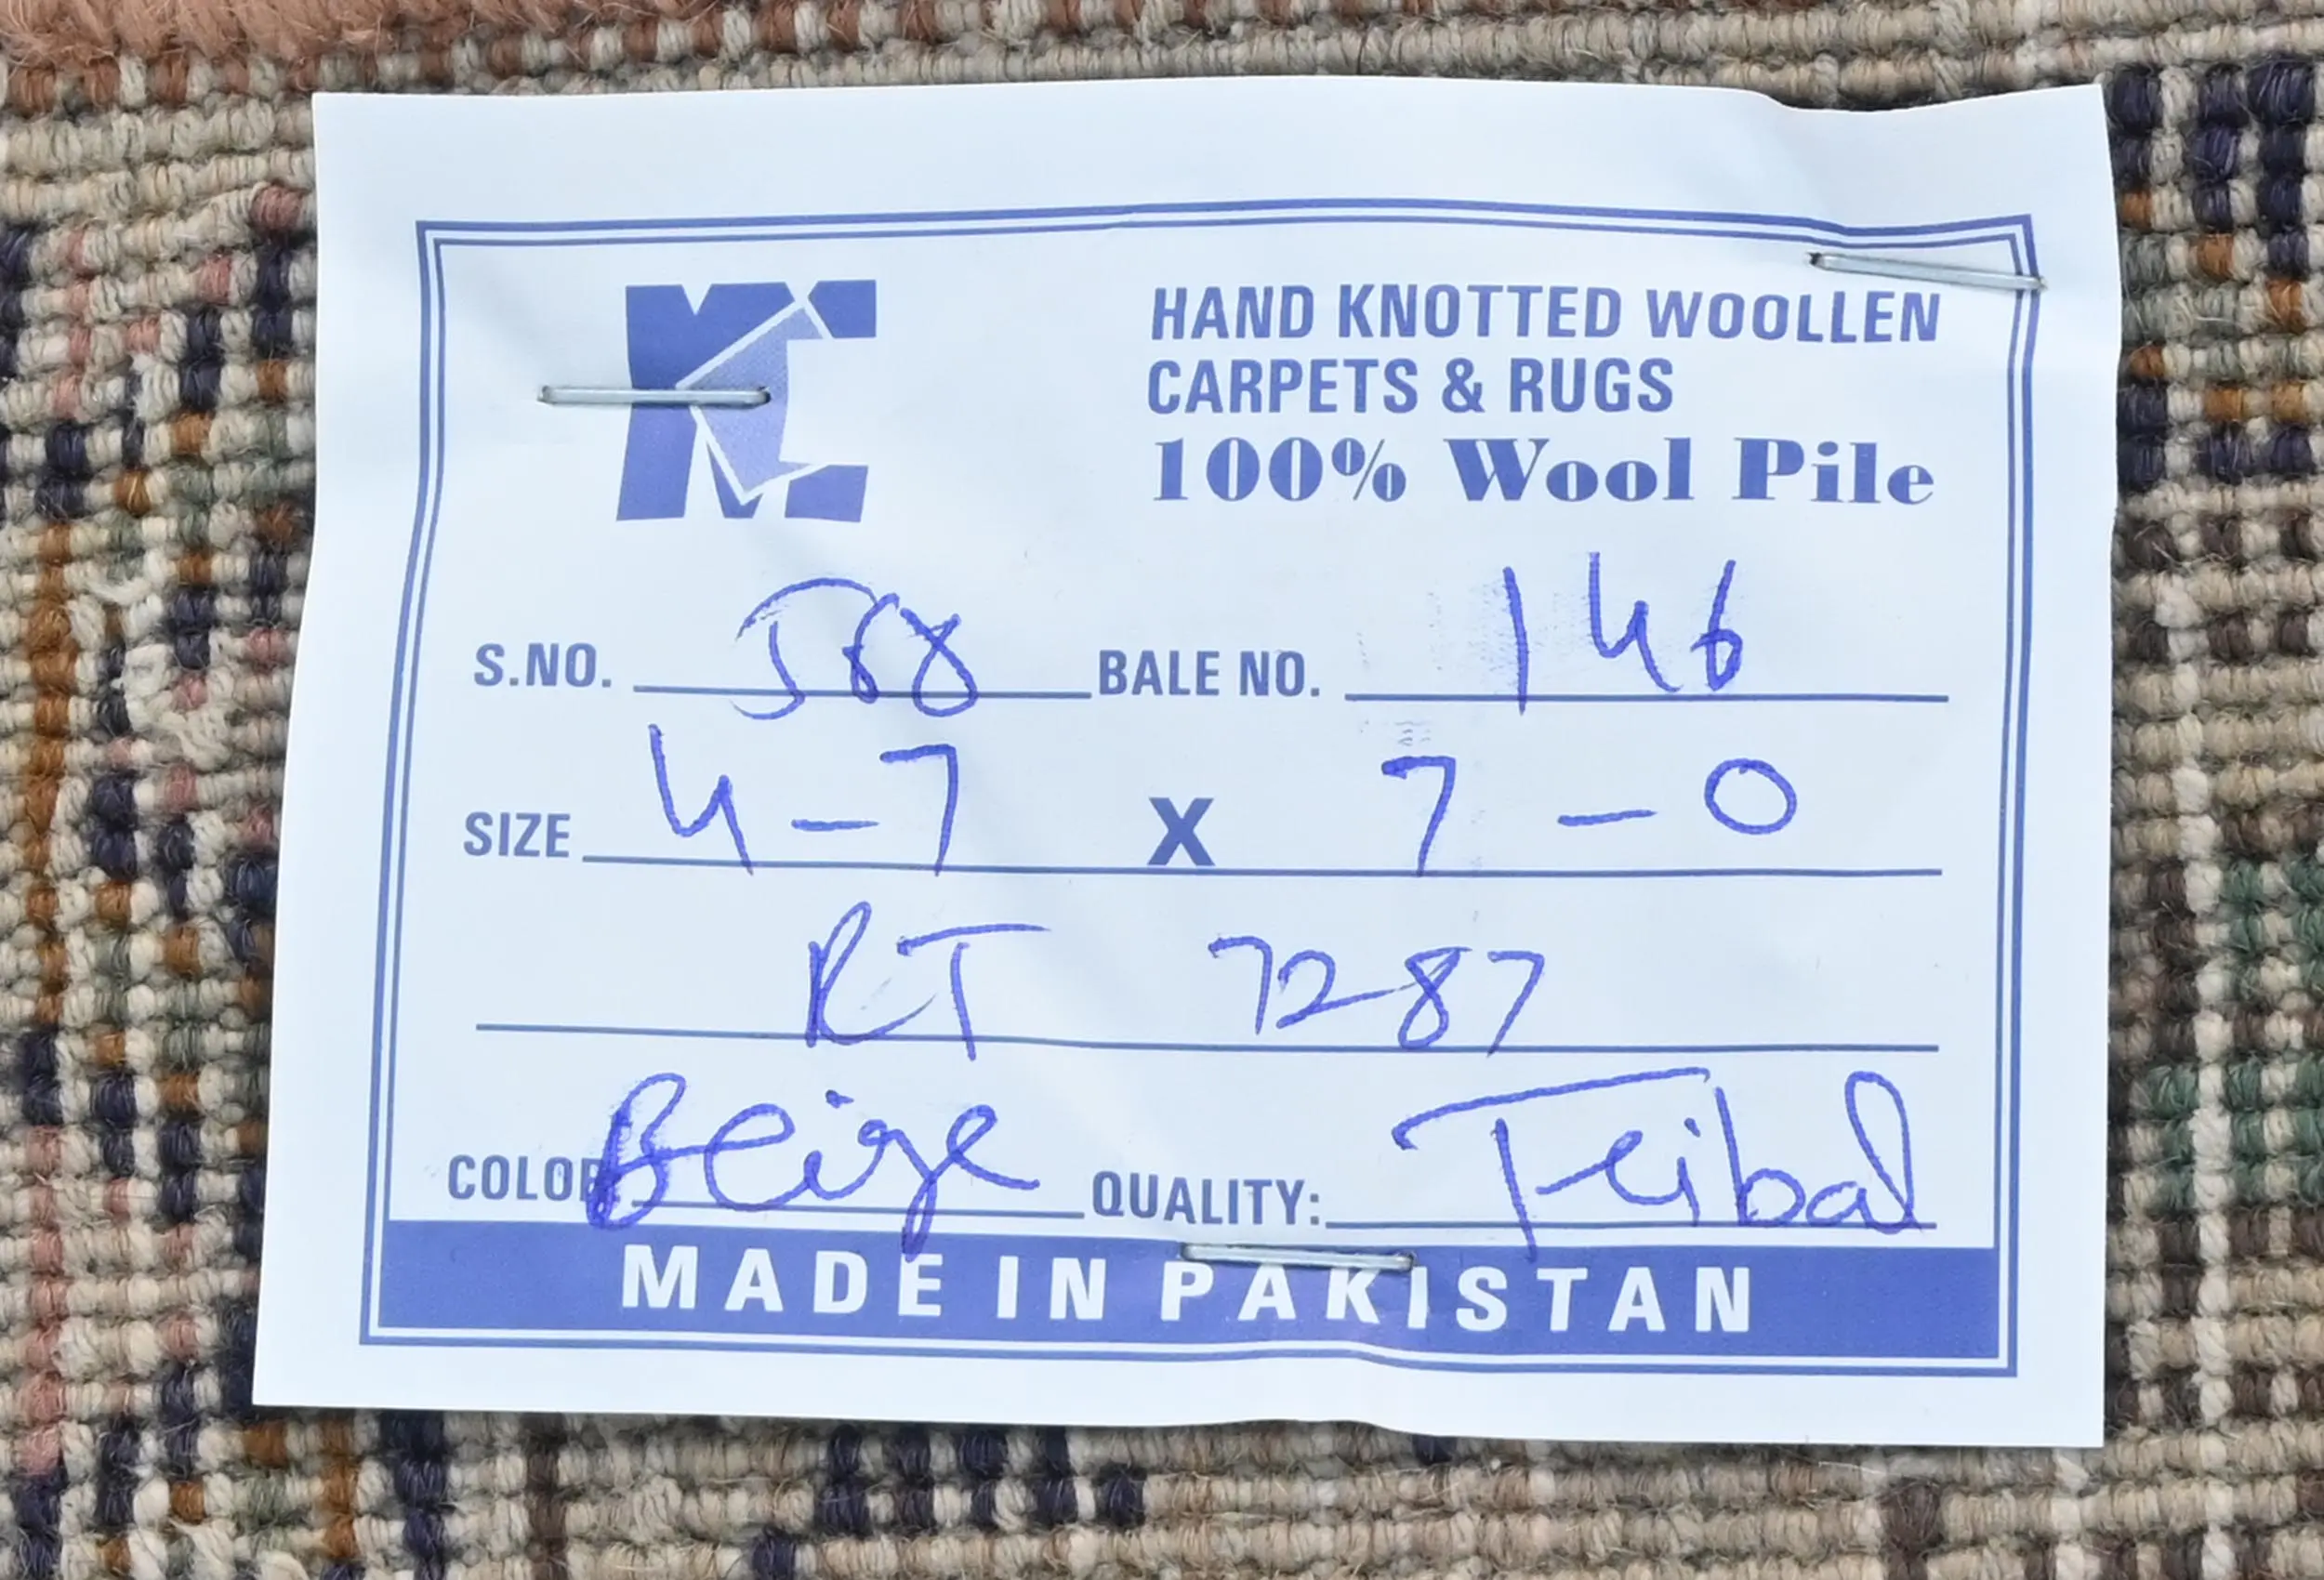 HAND KNOTTED WOOLLEN
CARPETS & RUGS
100% Wool Pile
S.NO. 588 BALE NO. 146
SIZE 4-7 X 7-0
RT 7287
COLOR: Beige QUALITY: Tribal
MADE IN PAKISTAN